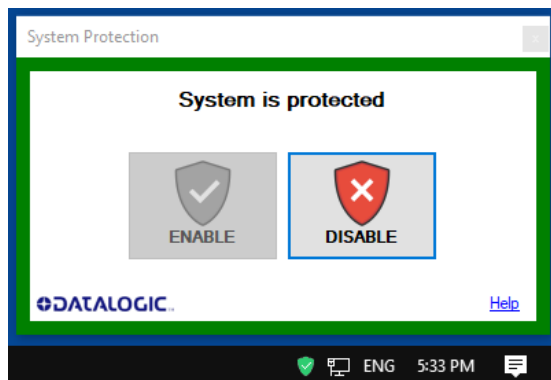 System Protection
x
System is protected
ENABLE
DISABLE
DATALOGIC
Help
ENG 5:33 PM